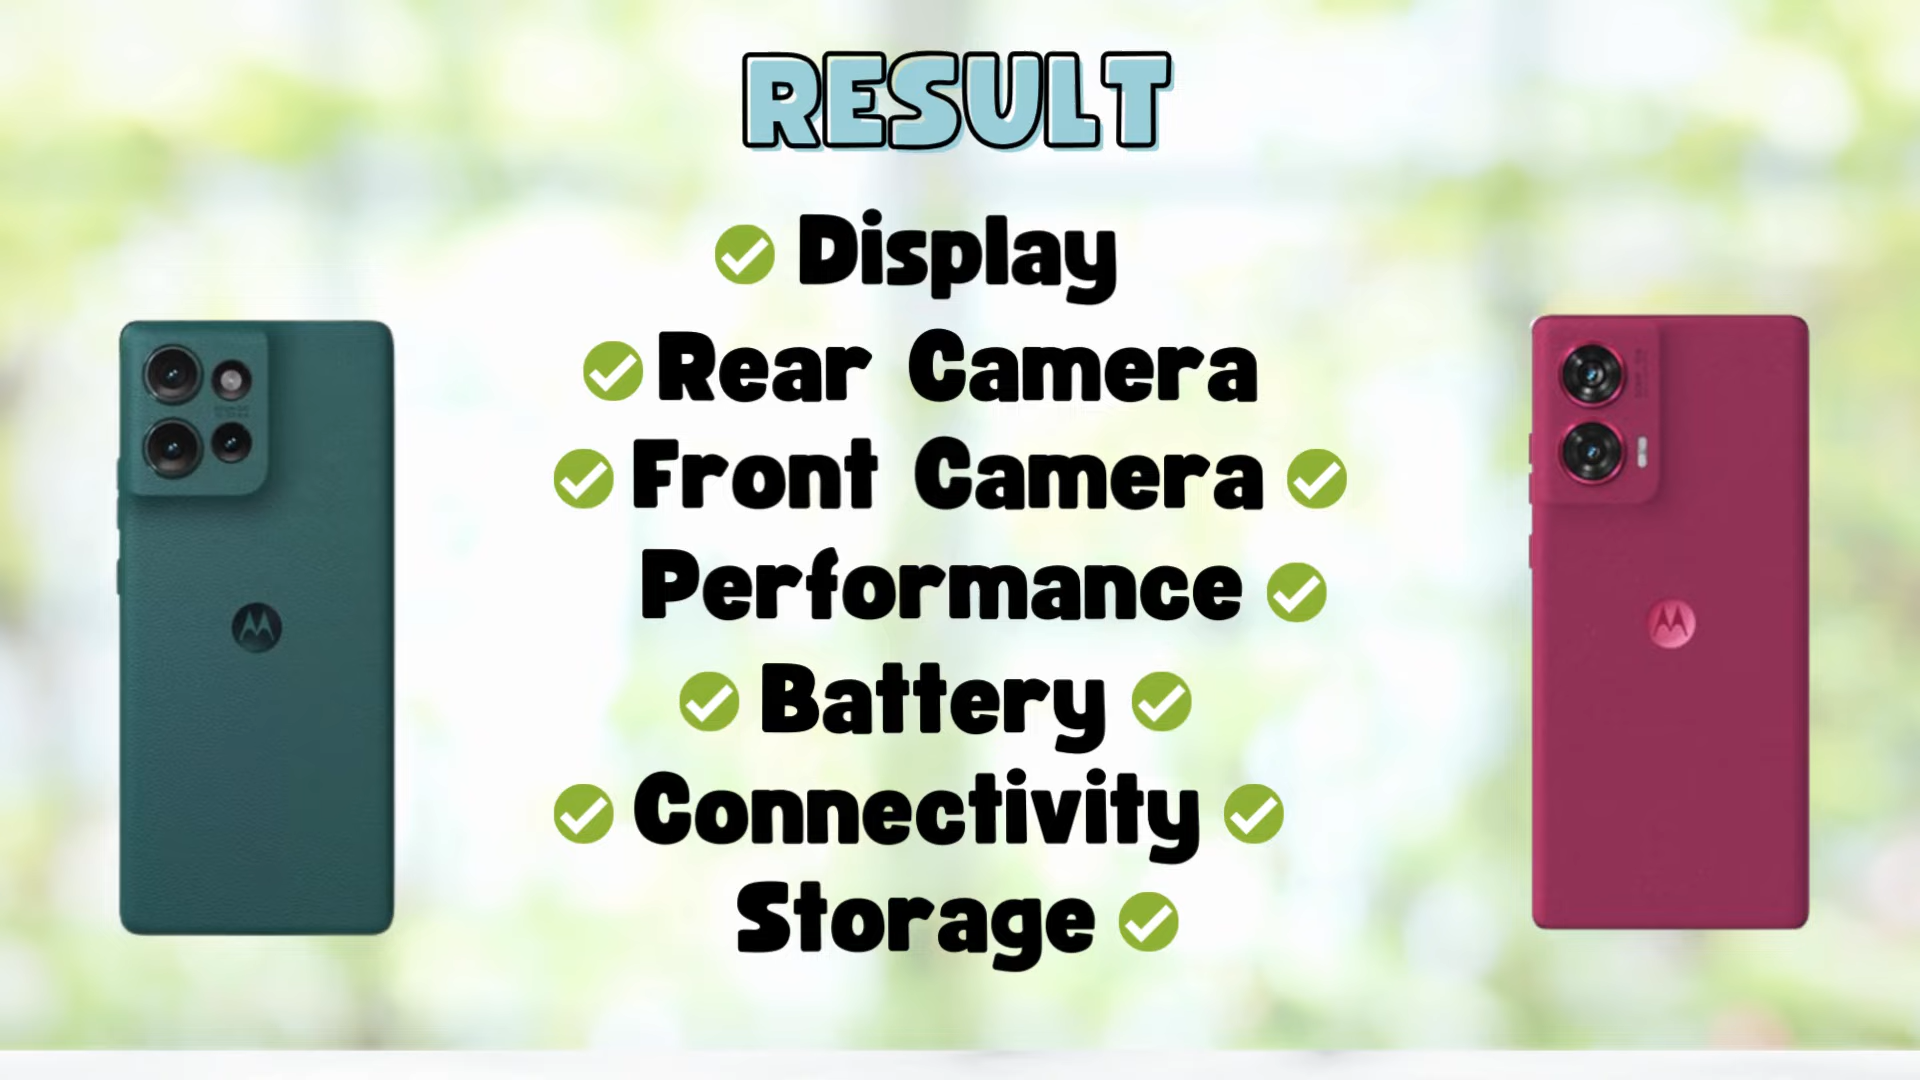 RESULT
Display
Rear Camera
Front Camera
Performance
Battery
Connectivity
Storage